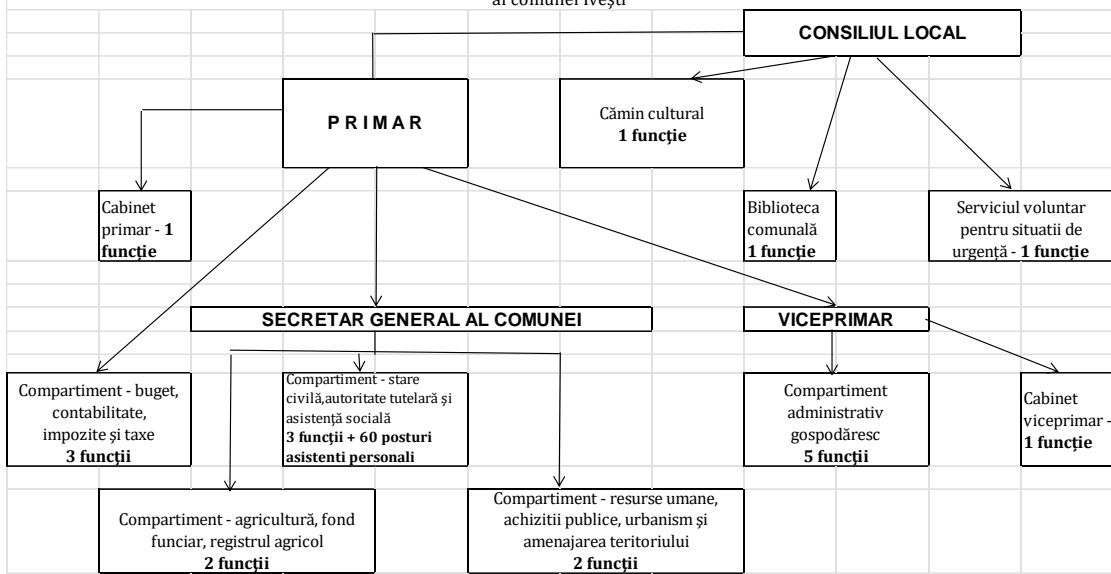 al comunei Iveşti
CONSILIUL LOCAL
P R I M A R
Cămin cultural
1 funcţie
Cabinet
primar - 1
funcţie
Biblioteca
comunală
1 funcţie
Serviciul voluntar
pentru situatii de
urgenţă - 1 funcţie
SECRETAR GENERAL AL COMUNEI
VICEPRIMAR
Compartiment - buget,
contabilitate,
impozite şi taxe
3 funcţii
Compartiment - stare
civilă,autoritate tutelară şi
asistenţă socială
3 funcţii + 60 posturi
asistenti personali
Compartiment
administrativ
gospodăresc
5 funcţii
Cabinet
viceprimar -
1 funcţie
Compartiment - agricultură, fond
funciar, registrul agricol
2 funcţii
Compartiment - resurse umane,
achizitii publice, urbanism şi
amenajarea teritoriului
2 funcţii